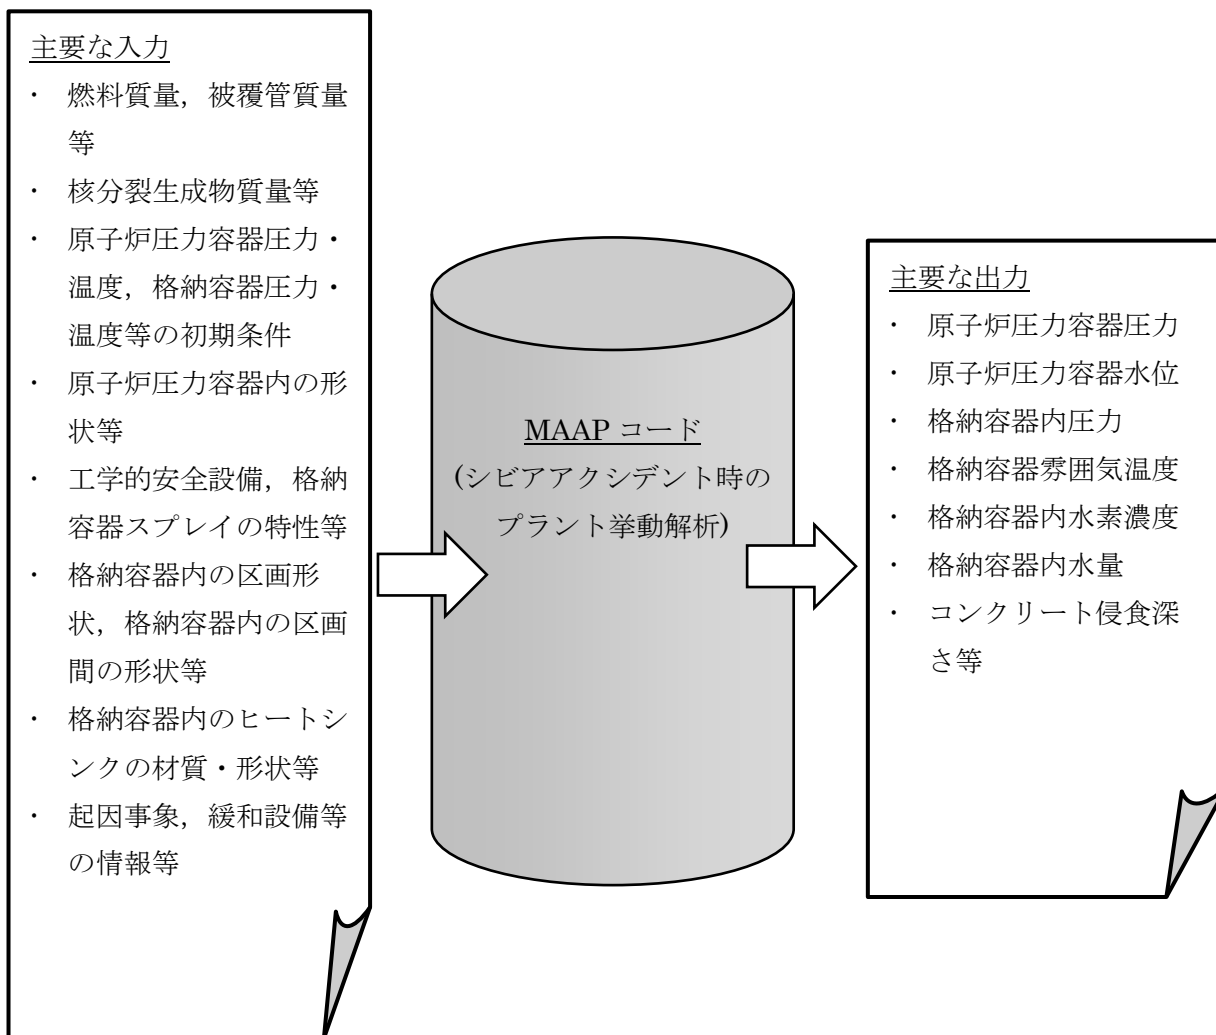 主要な入力
・ 燃料質量，被覆管質量
等
・ 核分裂生成物質量等
・ 原子炉圧力容器圧力・
温度，格納容器圧力・
温度等の初期条件
・ 原子炉圧力容器内の形
状等
・ 工学的安全設備，格納
容器スプレイの特性等
・ 格納容器内の区画形
状，格納容器内の区画
間の形状等
・ 格納容器内のヒートシ
ンクの材質・形状等
・ 起因事象，緩和設備等
の情報等
MAAP コード
(シビアアクシデント時の
プラント挙動解析)
主要な出力
・ 原子炉圧力容器圧力
・ 原子炉圧力容器水位
・ 格納容器内圧力
・ 格納容器雰囲気温度
・ 格納容器内水素濃度
・ 格納容器内水量
・ コンクリート侵食深
さ等